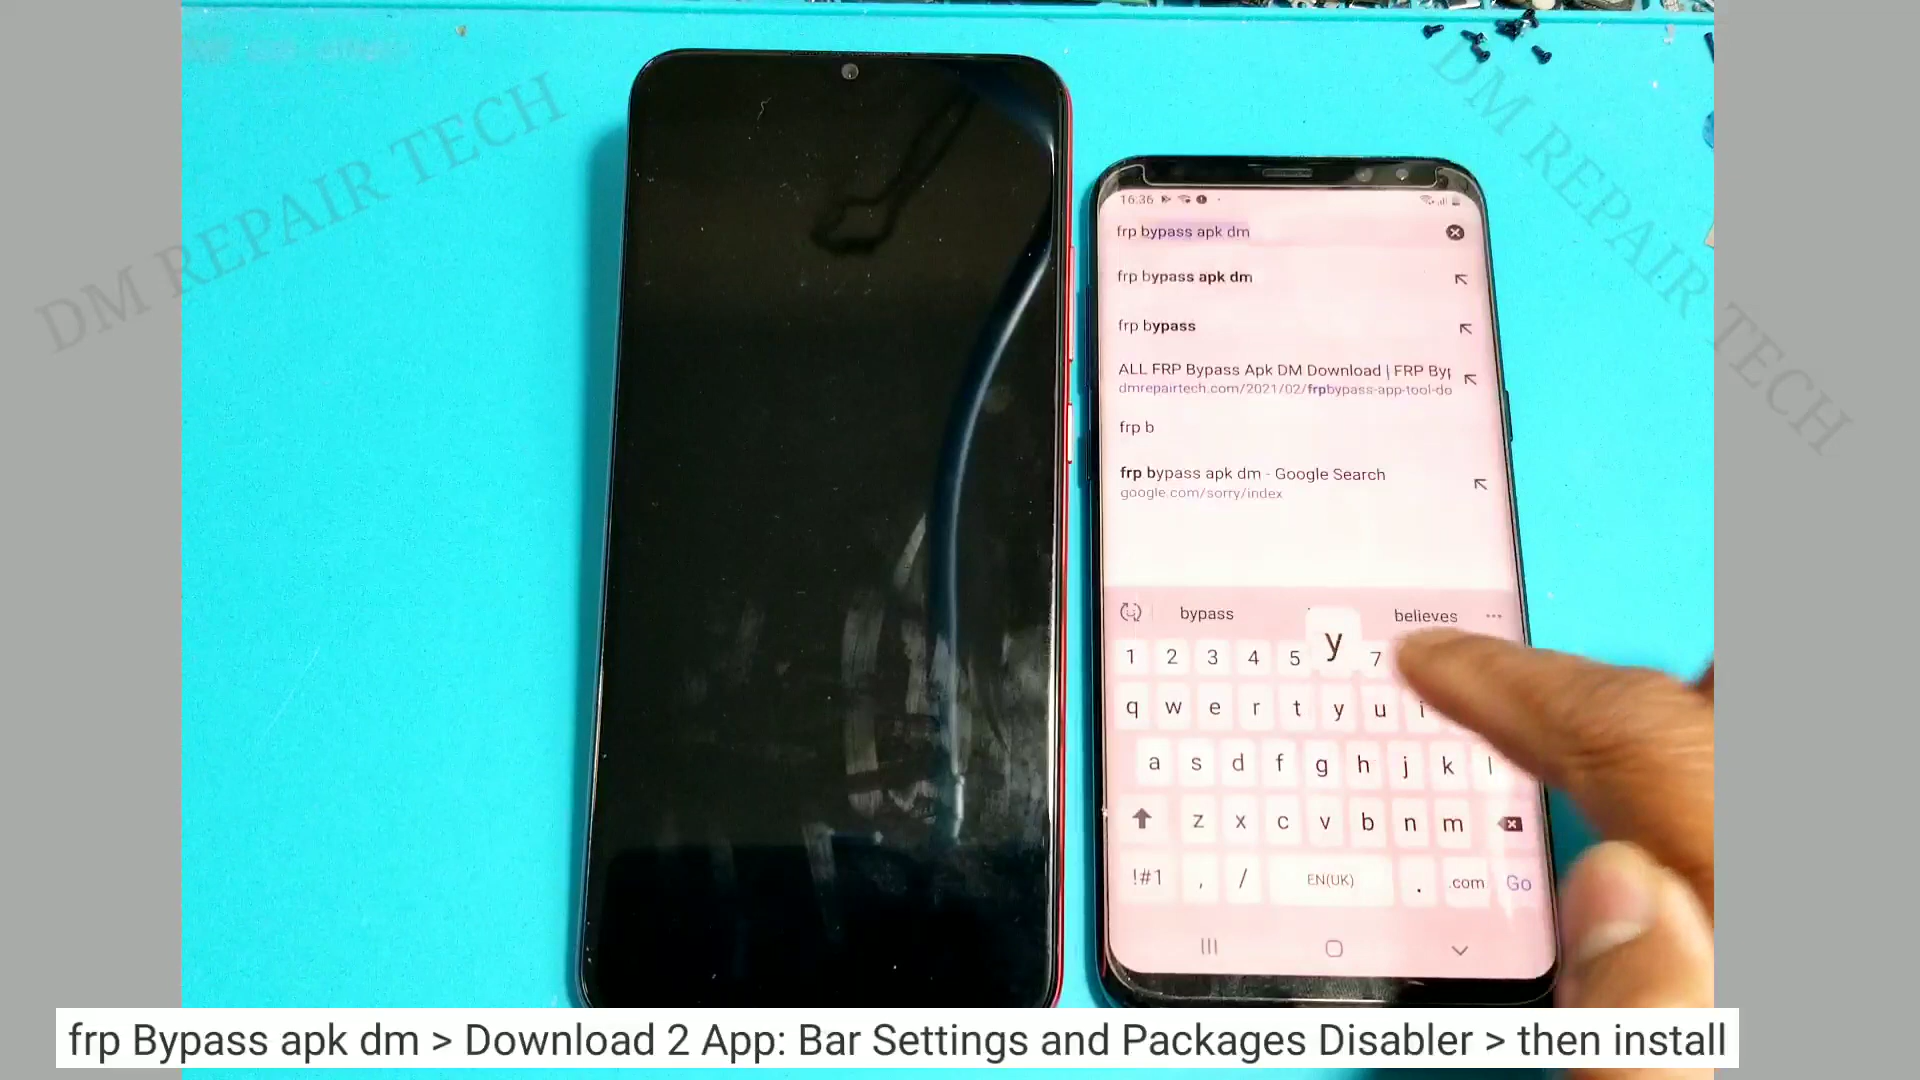 DM REPAIR TECH
DM REPAIR TECH
16:36
frp bypass apk dm
frp bypass apk dm
frp bypass
ALL FRP Bypass Apk DM Download | FRP Byp
dmrepairtech.com/2021/02/frpbypass-app-tool-do
frp b
frp bypass apk dm - Google Search
google.com/sorry/index
bypass believes ...
y
1 2 3 4 5 7
q w e r t y u i
a s d f g h j k l
z x c v b n m
!#1 , / EN(UK) . .com Go
frp Bypass apk dm > Download 2 App: Bar Settings and Packages Disabler > then install